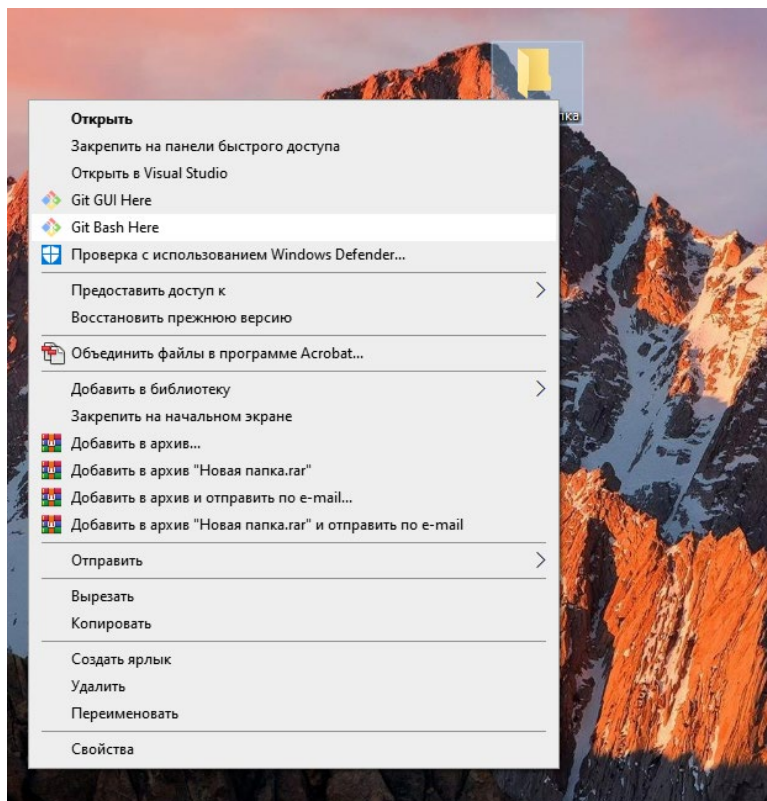 Открыть
Закрепить на панели быстрого доступа
Открыть в Visual Studio
Git GUI Here
Git Bash Here
Проверка с использованием Windows Defender...
Предоставить доступ к
Восстановить прежнюю версию
Объединить файлы в программе Acrobat...
Добавить в библиотеку
Закрепить на начальном экране
Добавить в архив...
Добавить в архив "Новая папка.rar"
Добавить в архив и отправить по e-mail...
Добавить в архив "Новая папка.rar" и отправить по e-mail
Отправить
Вырезать
Копировать
Создать ярлык
Удалить
Переименовать
Свойства